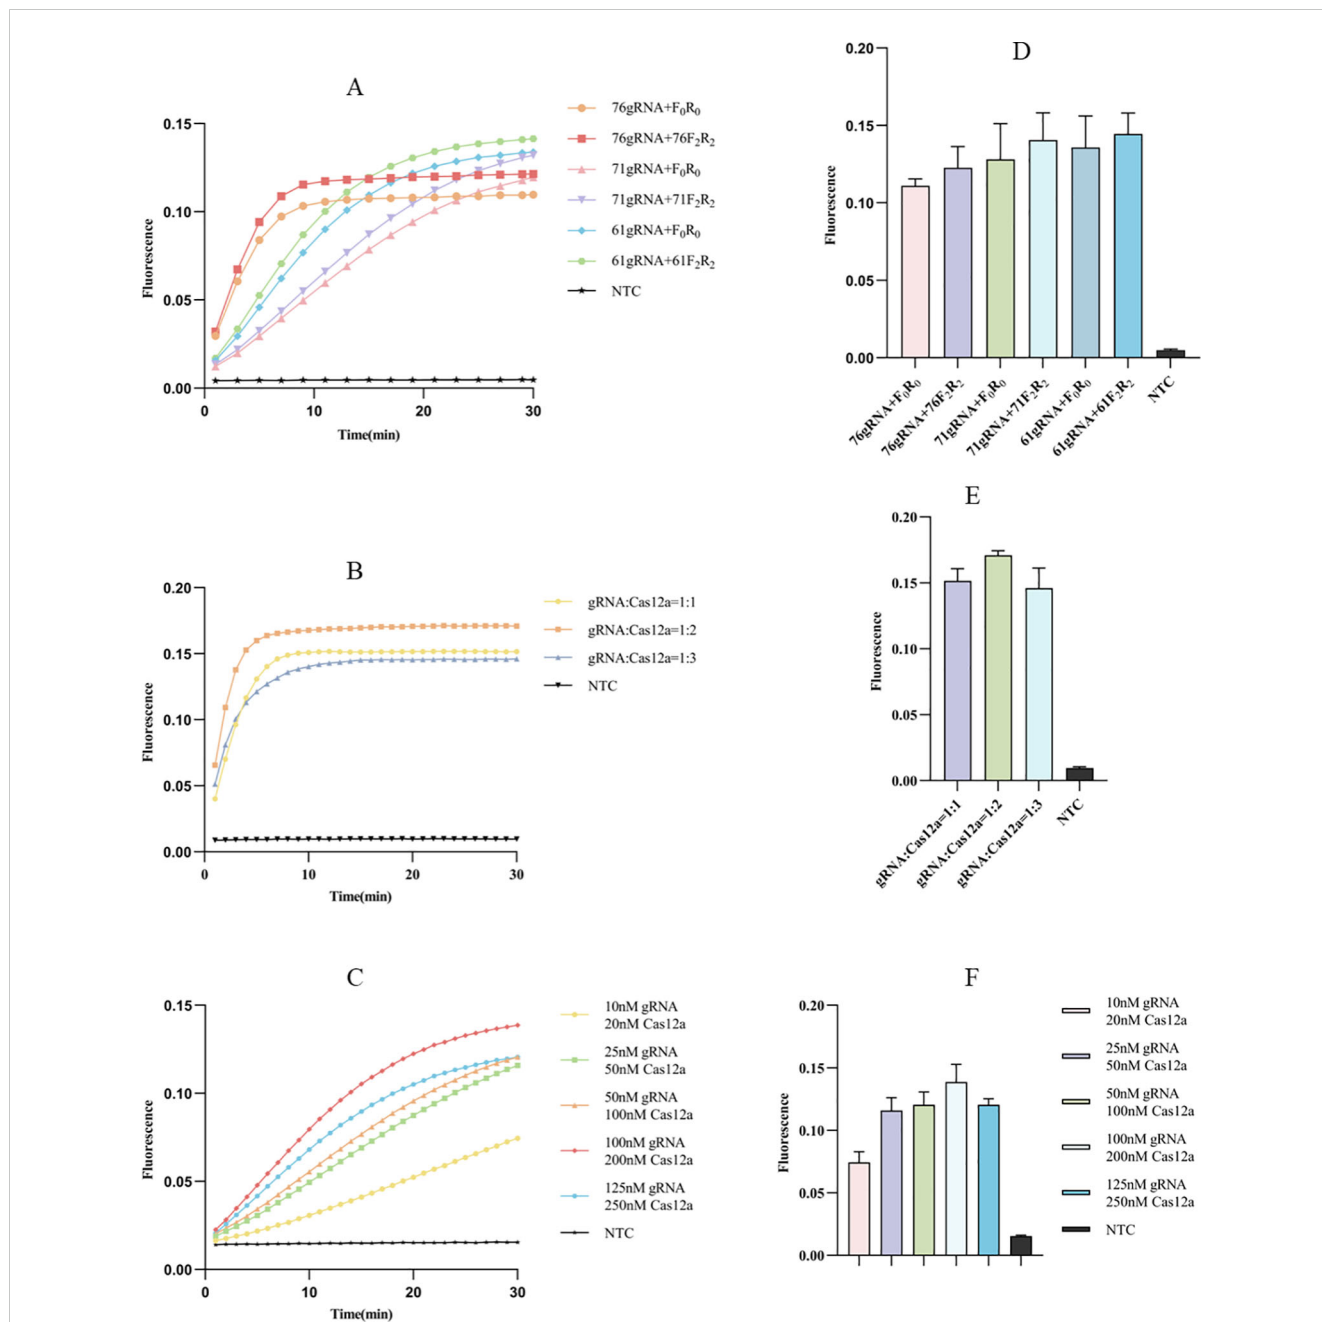 A
0.15
0.10
0.05
0.00
Fluorescence
0
10
20
30
Time(min)
76gRNA+F₀R₀
76gRNA+76F₂R₂
71gRNA+F₀R₀
71gRNA+71F₂R₂
61gRNA+F₀R₀
61gRNA+61F₂R₂
NTC
D
0.20
0.15
0.10
0.05
0.00
Fluorescence
76gRNA+F₀R₀
76gRNA+76F₂R₂
71gRNA+F₀R₀
71gRNA+71F₂R₂
61gRNA+F₀R₀
61gRNA+61F₂R₂
NTC
B
0.20
0.15
0.10
0.05
0.00
Fluorescence
0
10
20
30
Time(min)
gRNA:Cas12a=1:1
gRNA:Cas12a=1:2
gRNA:Cas12a=1:3
NTC
E
0.20
0.15
0.10
0.05
0.00
Fluorescence
gRNA:Cas12a=1:1
gRNA:Cas12a=1:2
gRNA:Cas12a=1:3
NTC
C
0.15
0.10
0.05
0.00
Fluorescence
0
10
20
30
Time(min)
10nM gRNA
20nM Cas12a
25nM gRNA
50nM Cas12a
50nM gRNA
100nM Cas12a
100nM gRNA
200nM Cas12a
125nM gRNA
250nM Cas12a
NTC
F
0.20
0.15
0.10
0.05
0.00
Fluorescence
10nM gRNA
20nM Cas12a
25nM gRNA
50nM Cas12a
50nM gRNA
100nM Cas12a
100nM gRNA
200nM Cas12a
125nM gRNA
250nM Cas12a
NTC